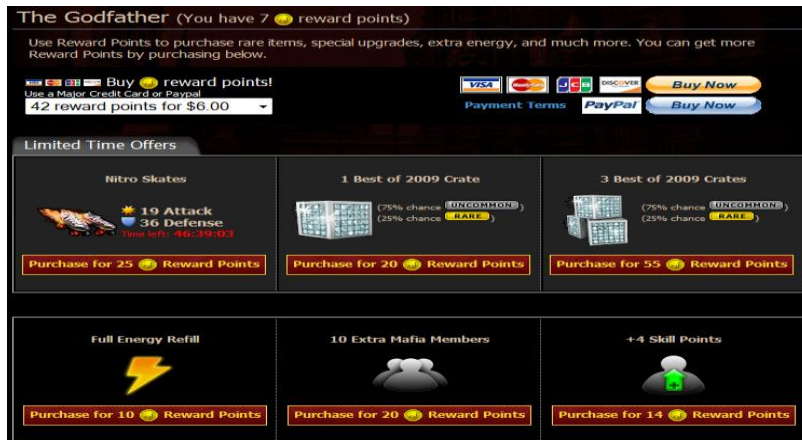 The Godfather (You have 7 reward points)
Use Reward Points to purchase rare items, special upgrades, extra energy, and much more. You can get more
Reward Points by purchasing below.
Buy reward points!
Use a Major Credit Card or Paypal
42 reward points for $6.00
VISA MasterCard JCB DISCOVER Buy Now
Payment Terms PayPal Buy Now
Limited Time Offers
Nitro Skates
19 Attack
36 Defense
Time left: 46:39:03
Purchase for 25 Reward Points
1 Best of 2009 Crate
(75% chance UNCOMMON )
(25% chance RARE )
Purchase for 20 Reward Points
3 Best of 2009 Crates
(75% chance UNCOMMON )
(25% chance RARE )
Purchase for 55 Reward Points
Full Energy Refill
Purchase for 10 Reward Points
10 Extra Mafia Members
Purchase for 20 Reward Points
+4 Skill Points
Purchase for 14 Reward Points